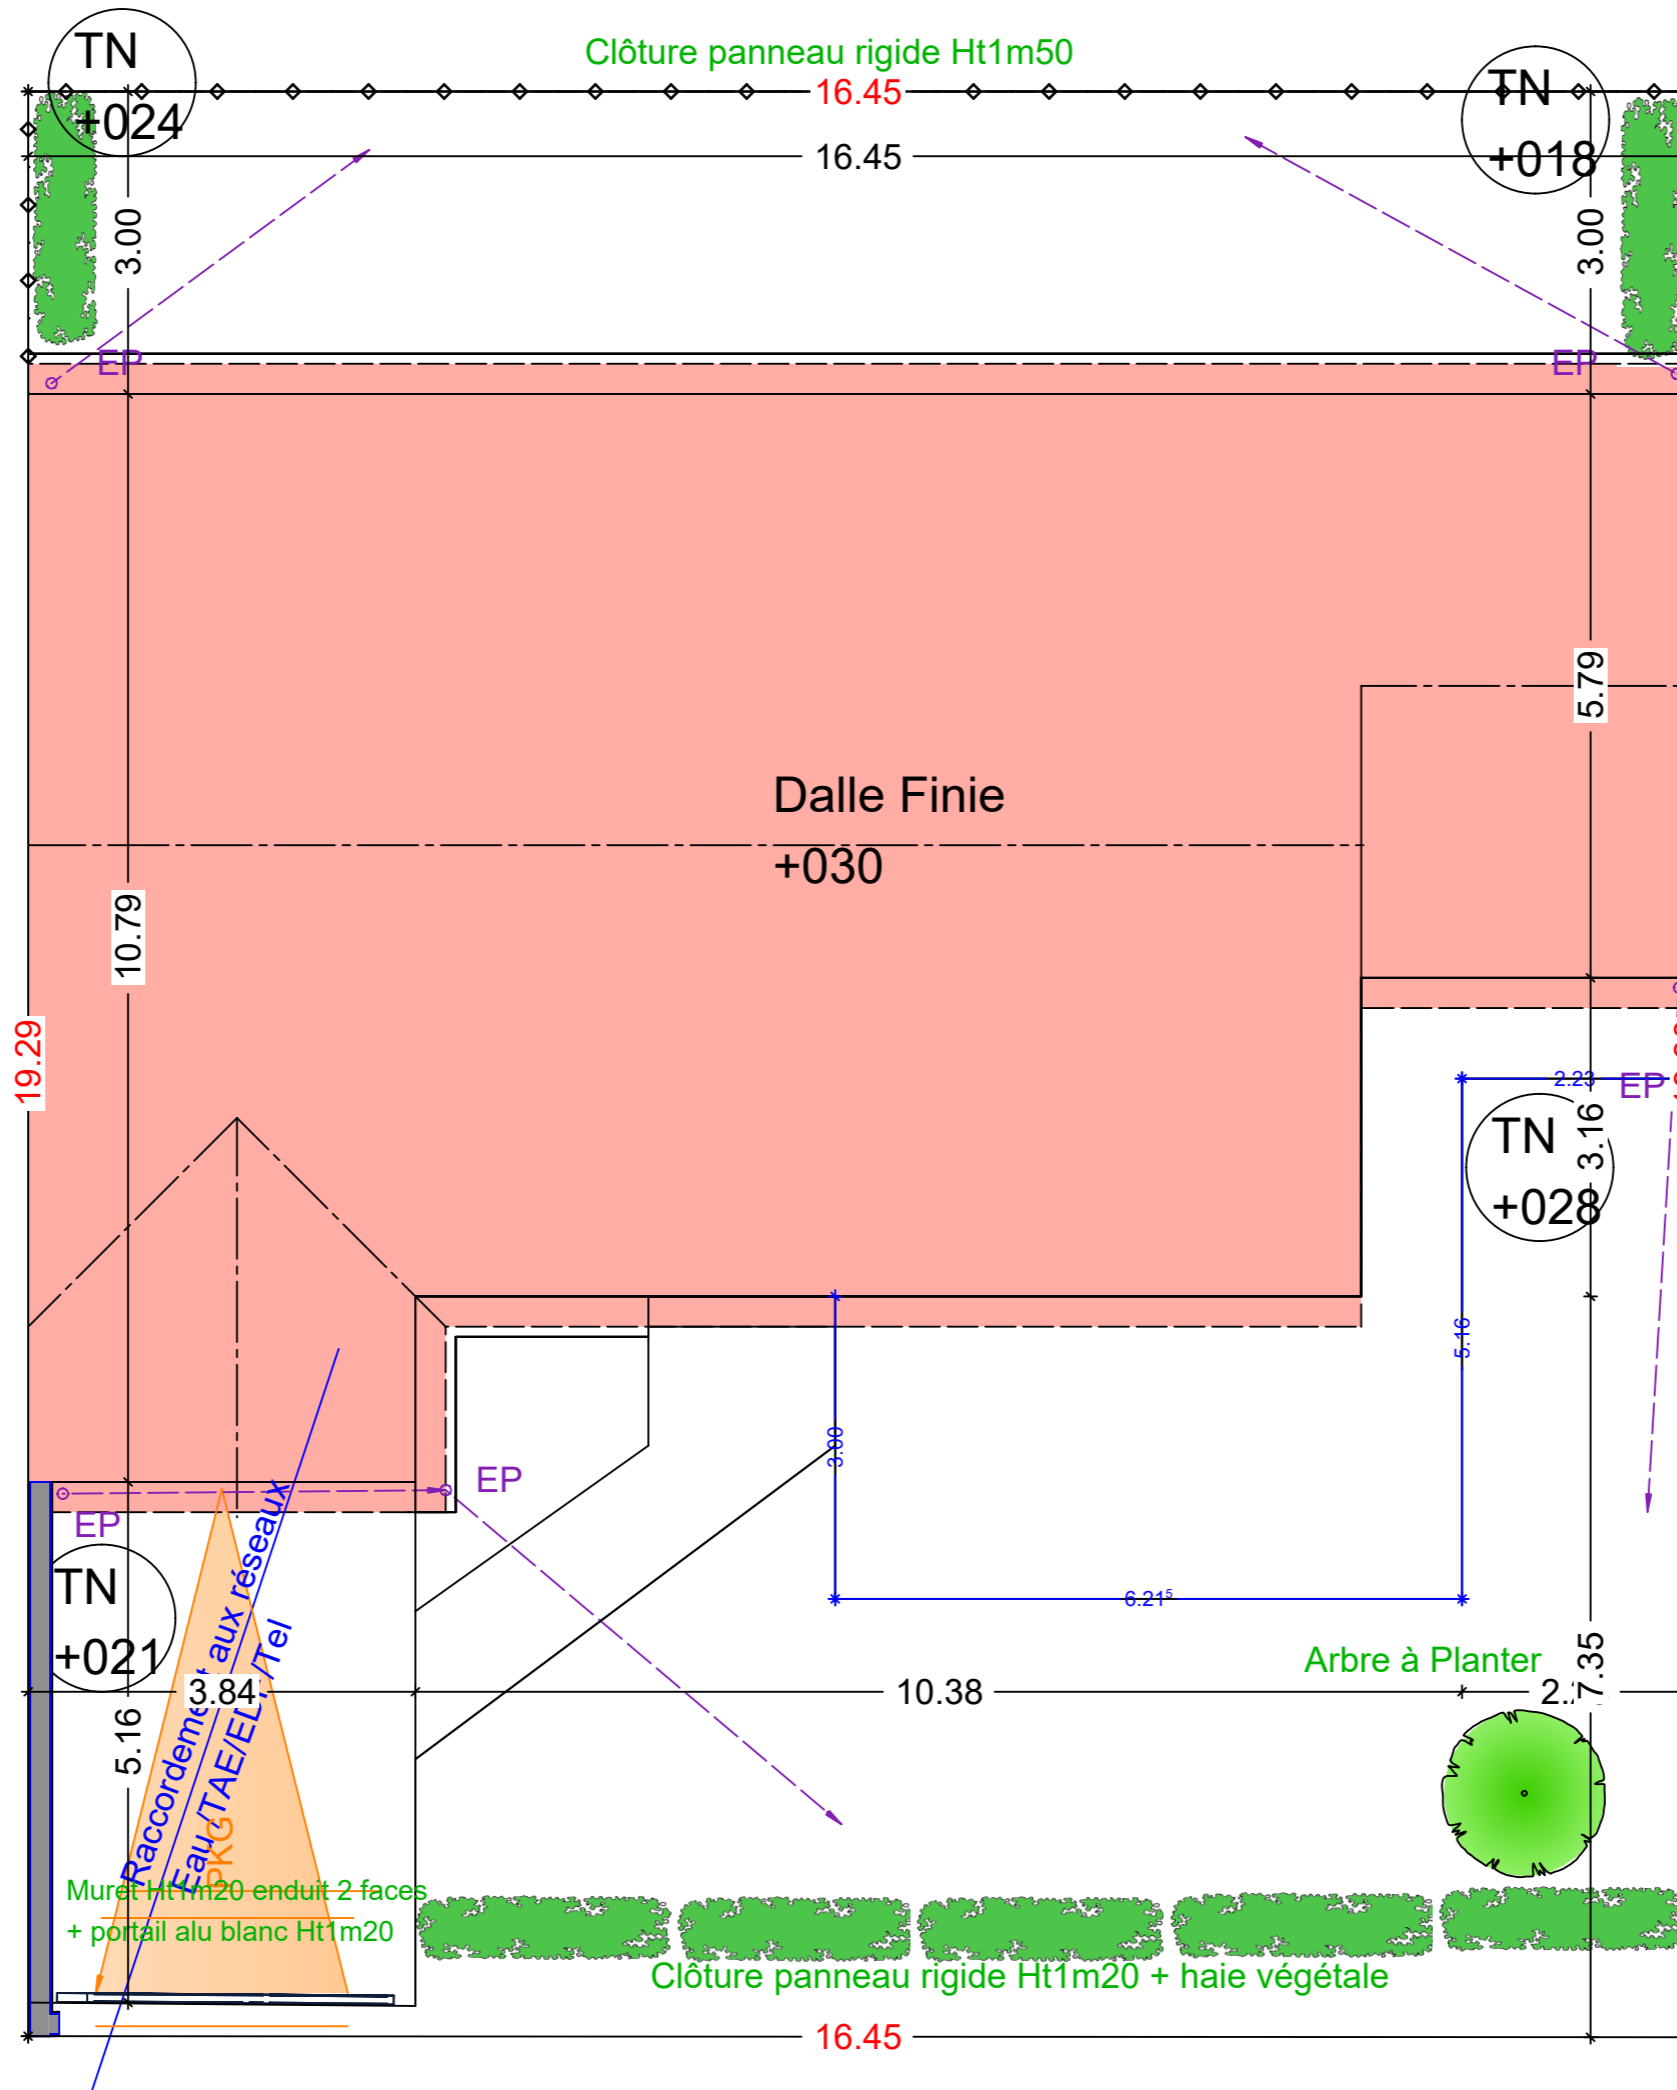 TN
+024
Clôture panneau rigide Ht1m50
16.45
TN
+018
16.45
3.00
3.00
EP
EP
5.79
Dalle Finie
+030
10.79
19.29
2.23
EP
3.16
TN
+028
5.16
3.00
EP
EP
TN
+021
6.21⁵
Raccordement aux réseaux
Eau /TAE/EDF/Tel
Arbre à Planter
3.84
10.38
7.35
5.16
PKG
Muret Ht1m20 enduit 2 faces
+ portail alu blanc Ht1m20
Clôture panneau rigide Ht1m20 + haie végétale
16.45